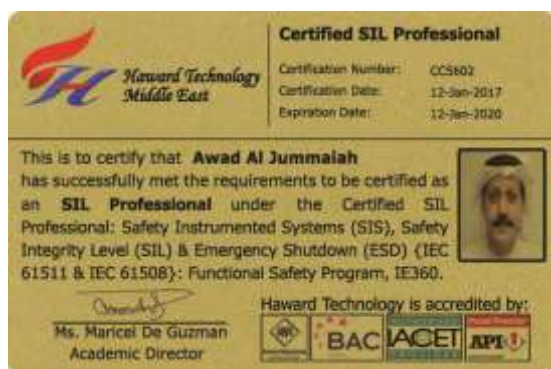 Haward Technology
Middle East
Certified SIL Professional
Certification Number: CC5602
Certification Date: 12-Jan-2017
Expiration Date: 12-Jan-2020
This is to certify that Awad Al Jummaiah
has successfully met the requirements to be certified as
an SIL Professional under the Certified SIL
Professional: Safety Instrumented Systems (SIS), Safety
Integrity Level (SIL) & Emergency Shutdown (ESD) {IEC
61511 & IEC 61508}: Functional Safety Program, IE360.
Ms. Maricel De Guzman
Academic Director
Haward Technology is accredited by:
BAC
IACET
API